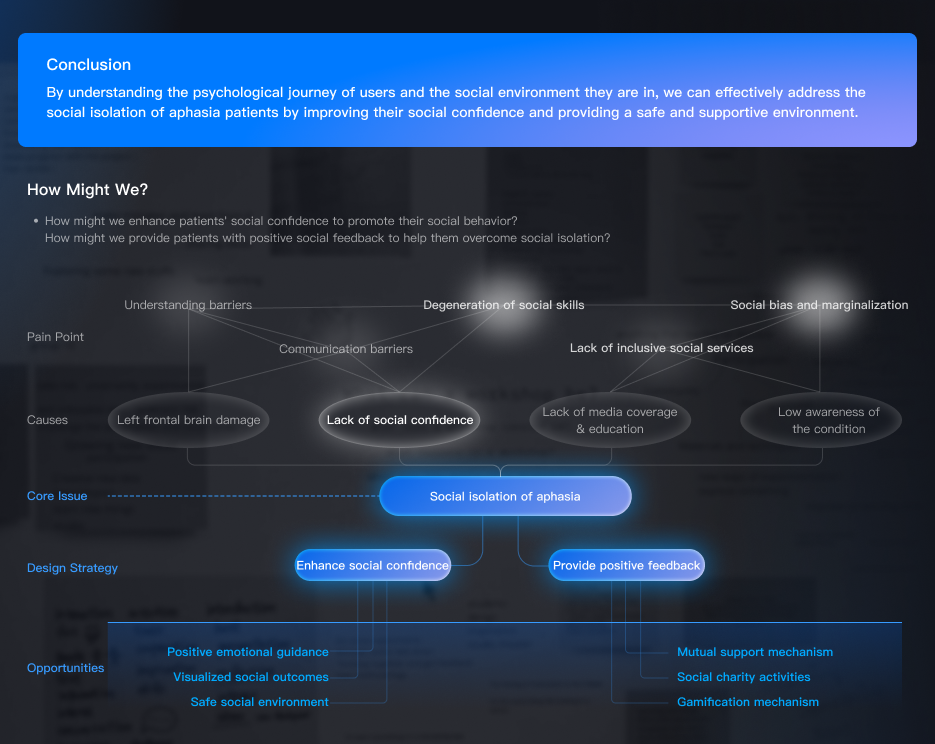 Conclusion
By understanding the psychological journey of users and the social environment they are in, we can effectively address the
social isolation of aphasia patients by improving their social confidence and providing a safe and supportive environment.
How Might We?
• How might we enhance patients' social confidence to promote their social behavior?
How might we provide patients with positive social feedback to help them overcome social isolation?
Understanding barriers
Degeneration of social skills
Social bias and marginalization
Pain Point
Communication barriers
Lack of inclusive social services
Causes
Left frontal brain damage
Lack of social confidence
Lack of media coverage
& education
Low awareness of
the condition
Core Issue
Social isolation of aphasia
Design Strategy
Enhance social confidence
Provide positive feedback
Opportunities
Positive emotional guidance
Visualized social outcomes
Safe social environment
Mutual support mechanism
Social charity activities
Gamification mechanism